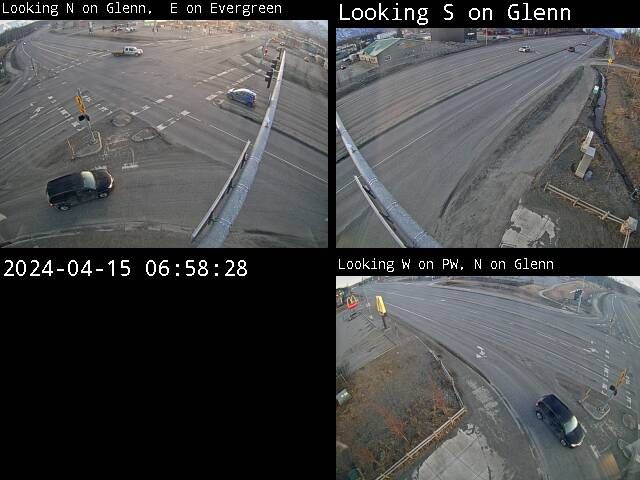 Looking N on Glenn, E on Evergreen
Looking S on Glenn
2024-04-15 06:58:28
Looking W on PW, N on Glenn